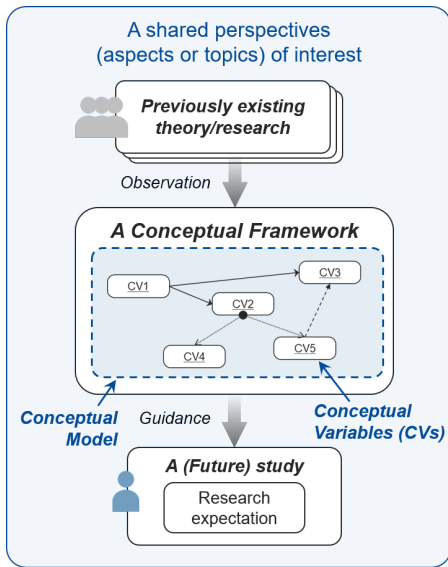 A shared perspectives
(aspects or topics) of interest
Previously existing
theory/research
Observation
A Conceptual Framework
CV1
CV3
CV2
CV4
CV5
Conceptual
Model
Guidance
Conceptual
Variables (CVs)
A (Future) study
Research
expectation